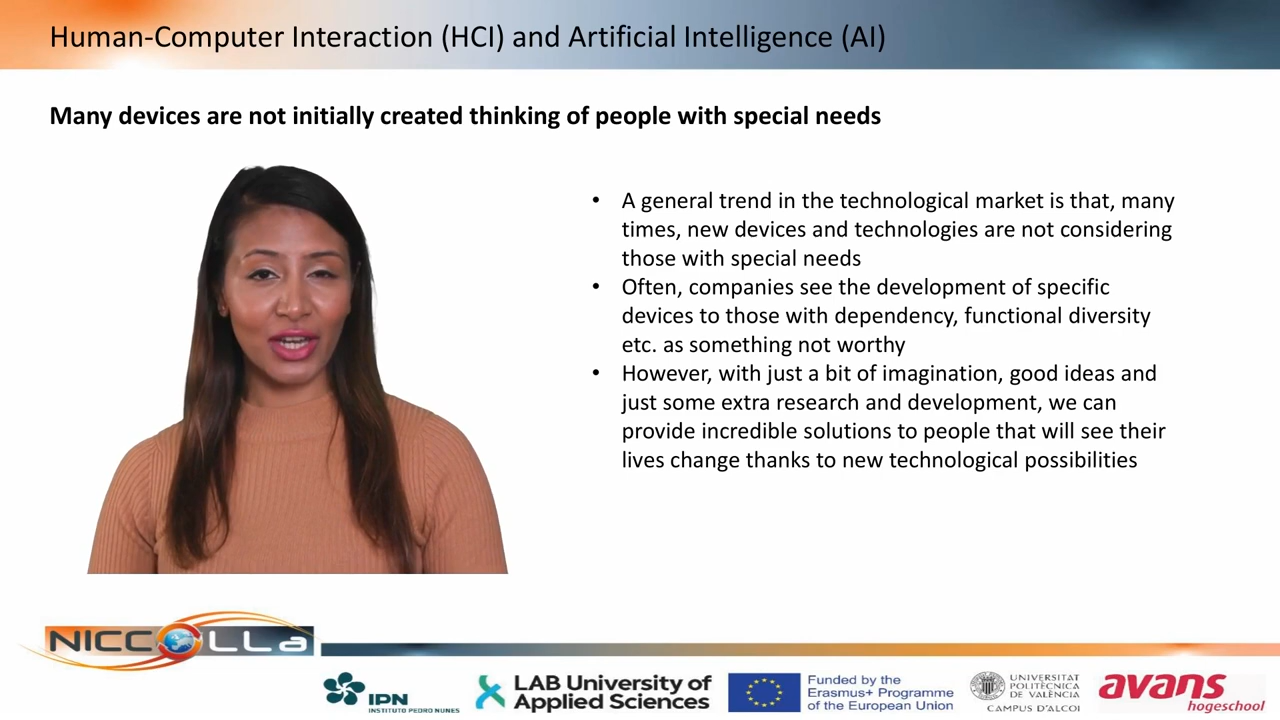 Human-Computer Interaction (HCI) and Artificial Intelligence (AI)
Many devices are not initially created thinking of people with special needs
• A general trend in the technological market is that, many
times, new devices and technologies are not considering
those with special needs
• Often, companies see the development of specific
devices to those with dependency, functional diversity
etc. as something not worthy
• However, with just a bit of imagination, good ideas and
just some extra research and development, we can
provide incredible solutions to people that will see their
lives change thanks to new technological possibilities
NICCOLLa
IPN
INSTITUTO PEDRO NUNES
LAB University of
Applied Sciences
Funded by the
Erasmus+ Programme
of the European Union
UNIVERSITAT
POLITÈCNICA
DE VALÈNCIA
CAMPUS D'ALCOI
avans
hogeschool